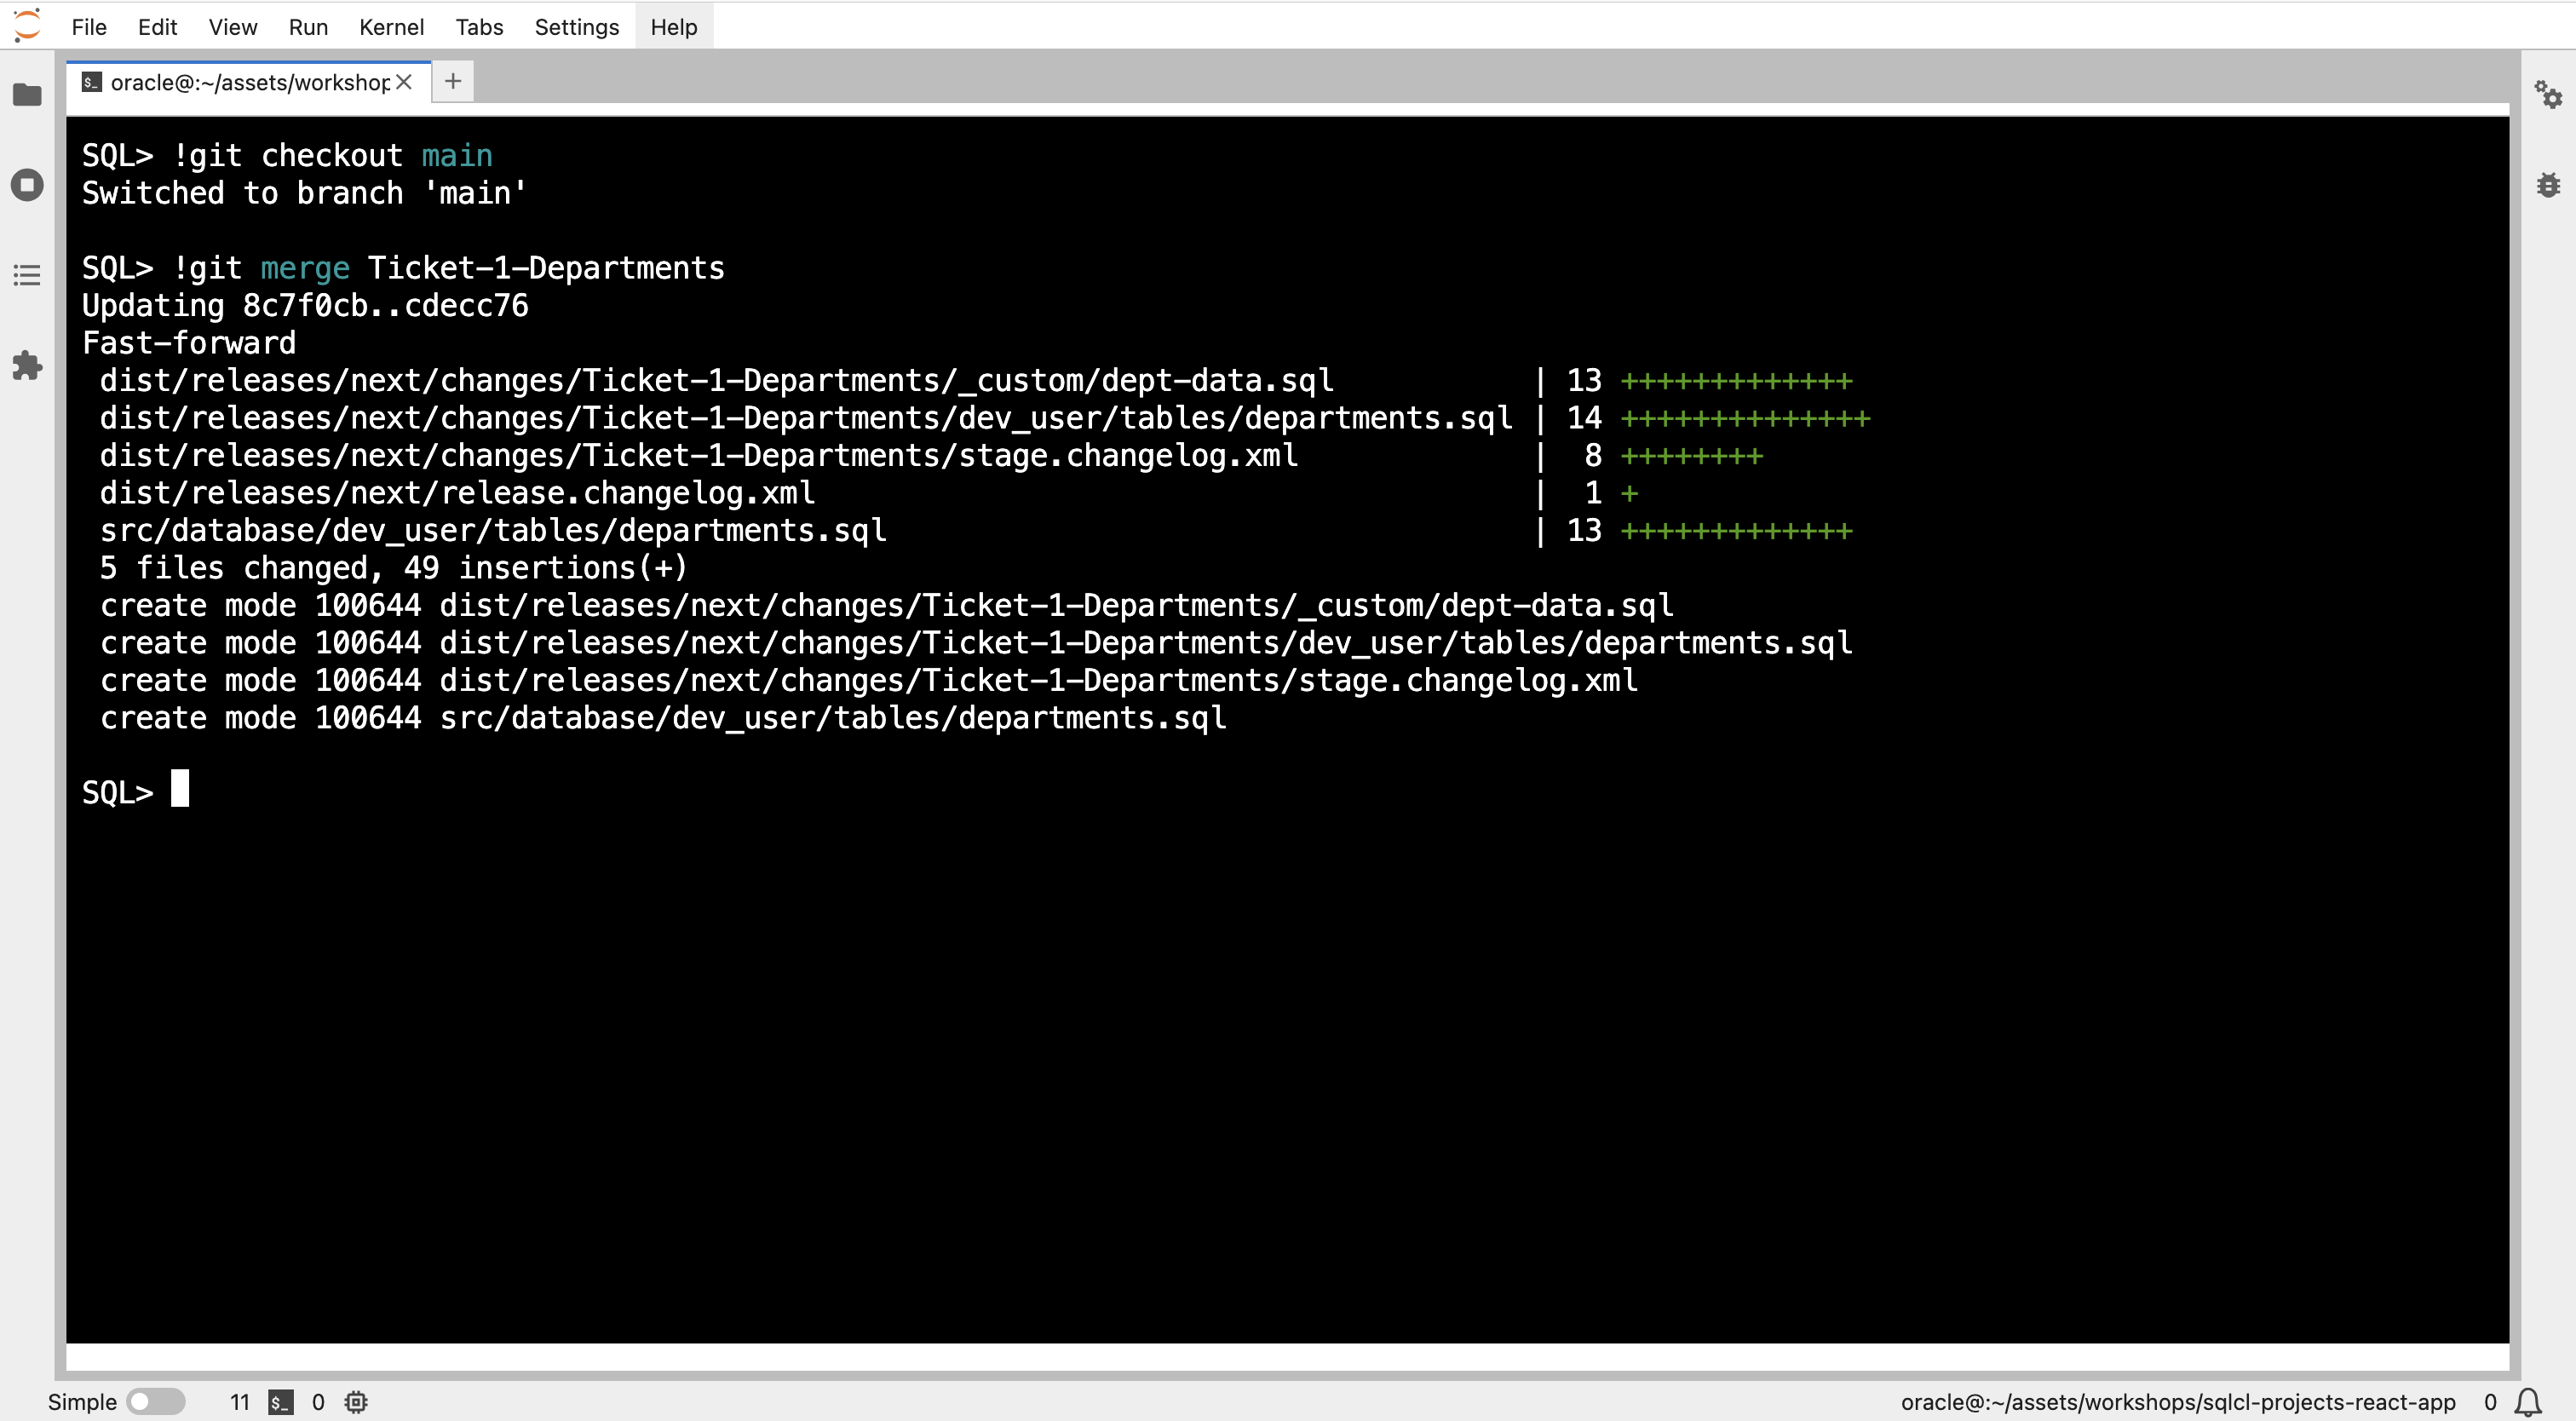 File Edit View Run Kernel Tabs Settings Help
$_ oracle@:~/assets/workshop × +
SQL> !git checkout main
Switched to branch 'main'
SQL> !git merge Ticket-1-Departments
Updating 8c7f0cb..cdecc76
Fast-forward
 dist/releases/next/changes/Ticket-1-Departments/_custom/dept-data.sql | 13 +++++++++++++
 dist/releases/next/changes/Ticket-1-Departments/dev_user/tables/departments.sql | 14 ++++++++++++++
 dist/releases/next/changes/Ticket-1-Departments/stage.changelog.xml | 8 ++++++++
 dist/releases/next/release.changelog.xml | 1 +
 src/database/dev_user/tables/departments.sql | 13 +++++++++++++
 5 files changed, 49 insertions(+)
 create mode 100644 dist/releases/next/changes/Ticket-1-Departments/_custom/dept-data.sql
 create mode 100644 dist/releases/next/changes/Ticket-1-Departments/dev_user/tables/departments.sql
 create mode 100644 dist/releases/next/changes/Ticket-1-Departments/stage.changelog.xml
 create mode 100644 src/database/dev_user/tables/departments.sql
SQL>
Simple 11 $_ 0 oracle@:~/assets/workshops/sqlcl-projects-react-app 0